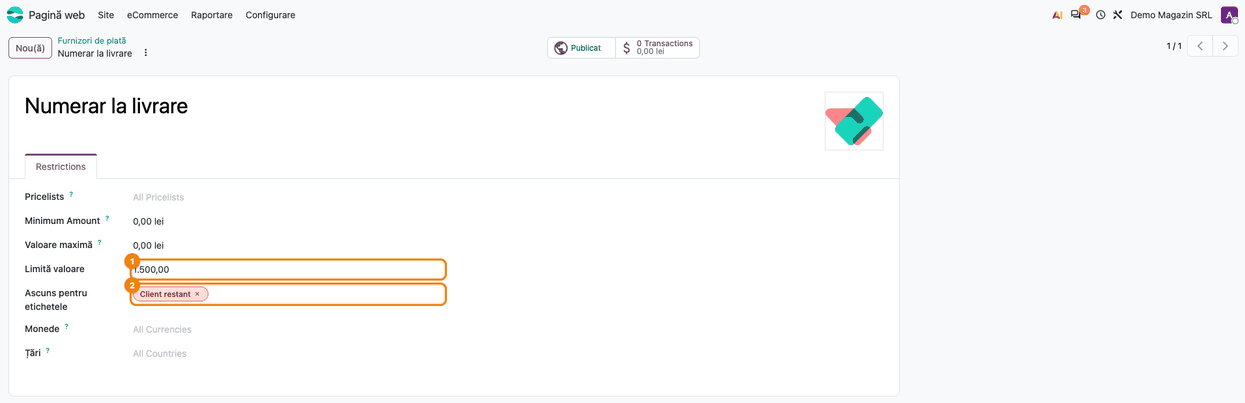 Pagină web Site eCommerce Raportare Configurare AI 3 Demo Magazin SRL A
Nou(ă) Furnizori de plată Publicat 0 Transactions 1 / 1
Numerar la livrare 0,00 lei
Numerar la livrare
Restrictions
Pricelists ? All Pricelists
Minimum Amount ? 0,00 lei
Valoare maximă ? 0,00 lei
1
Limită valoare 1.500,00
2
Ascuns pentru Client restant ×
etichetele
Monede ? All Currencies
Țări ? All Countries